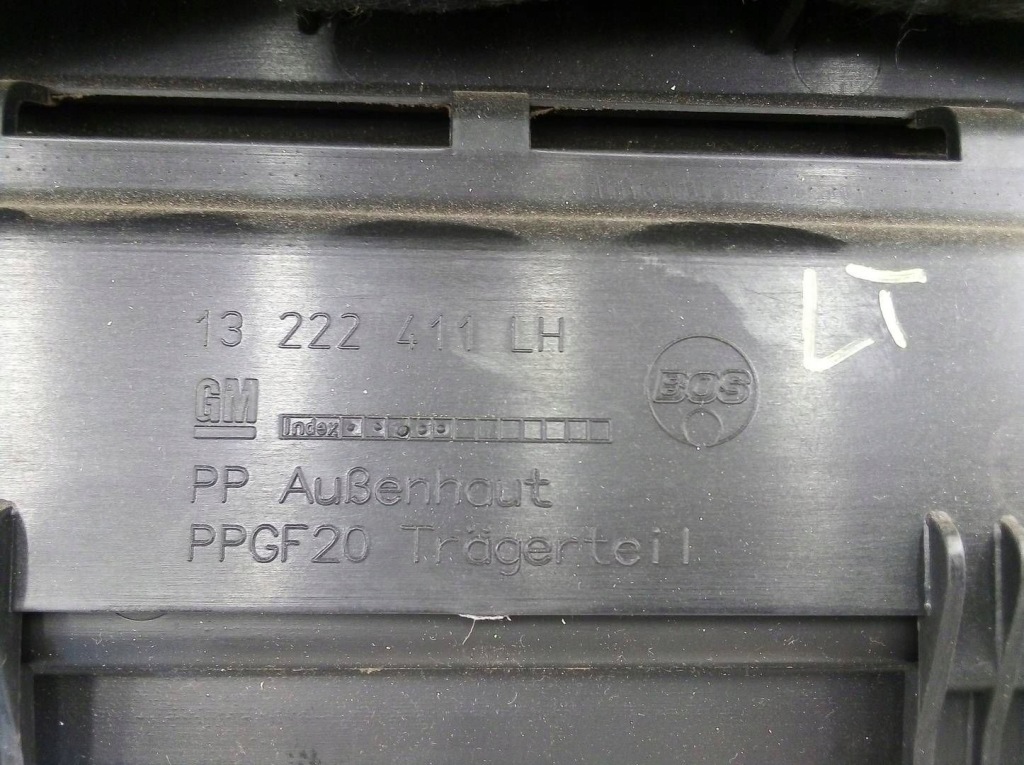 13 222 411 LH
LT
GM
BOS
Index
PP Außenhaut
PPGF20 Trägerteil